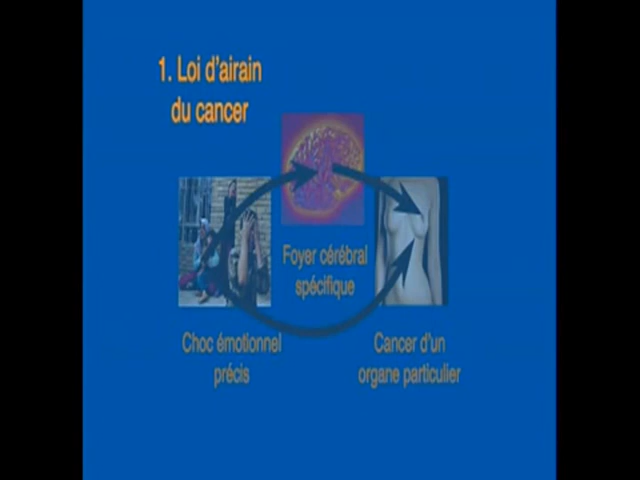 1. Loi d'airain
du cancer
Foyer cérébral
spécifique
Choc émotionnel
précis
Cancer d'un
organe particulier